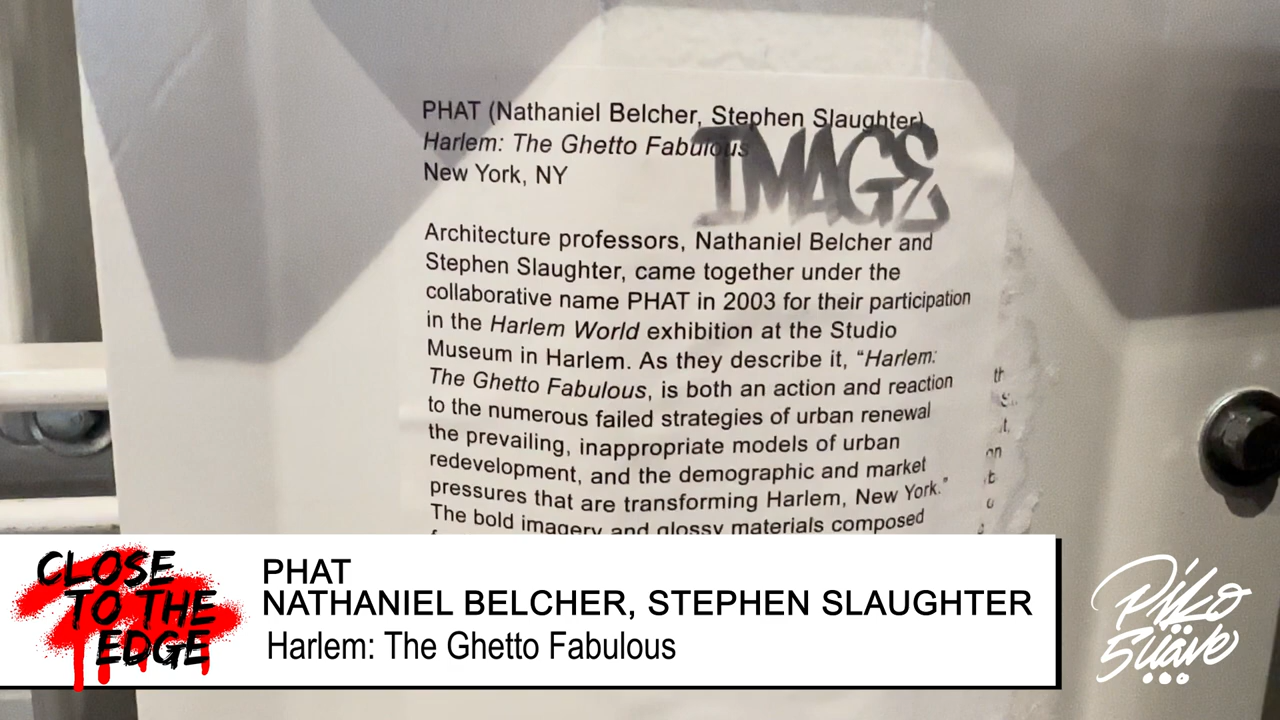 PHAT (Nathaniel Belcher, Stephen Slaughter)
Harlem: The Ghetto Fabulous
IMAGE
New York, NY
Architecture professors, Nathaniel Belcher and
Stephen Slaughter, came together under the
collaborative name PHAT in 2003 for their participation
in the Harlem World exhibition at the Studio
Museum in Harlem. As they describe it, “Harlem:
The Ghetto Fabulous, is both an action and reaction
to the numerous failed strategies of urban renewal
the prevailing, inappropriate models of urban
redevelopment, and the demographic and market
pressures that are transforming Harlem, New York.”
The bold imagery and glossy materials composed
CLOSE
TO THE
EDGE
PHAT
NATHANIEL BELCHER, STEPHEN SLAUGHTER
Harlem: The Ghetto Fabulous
Piko
Süave